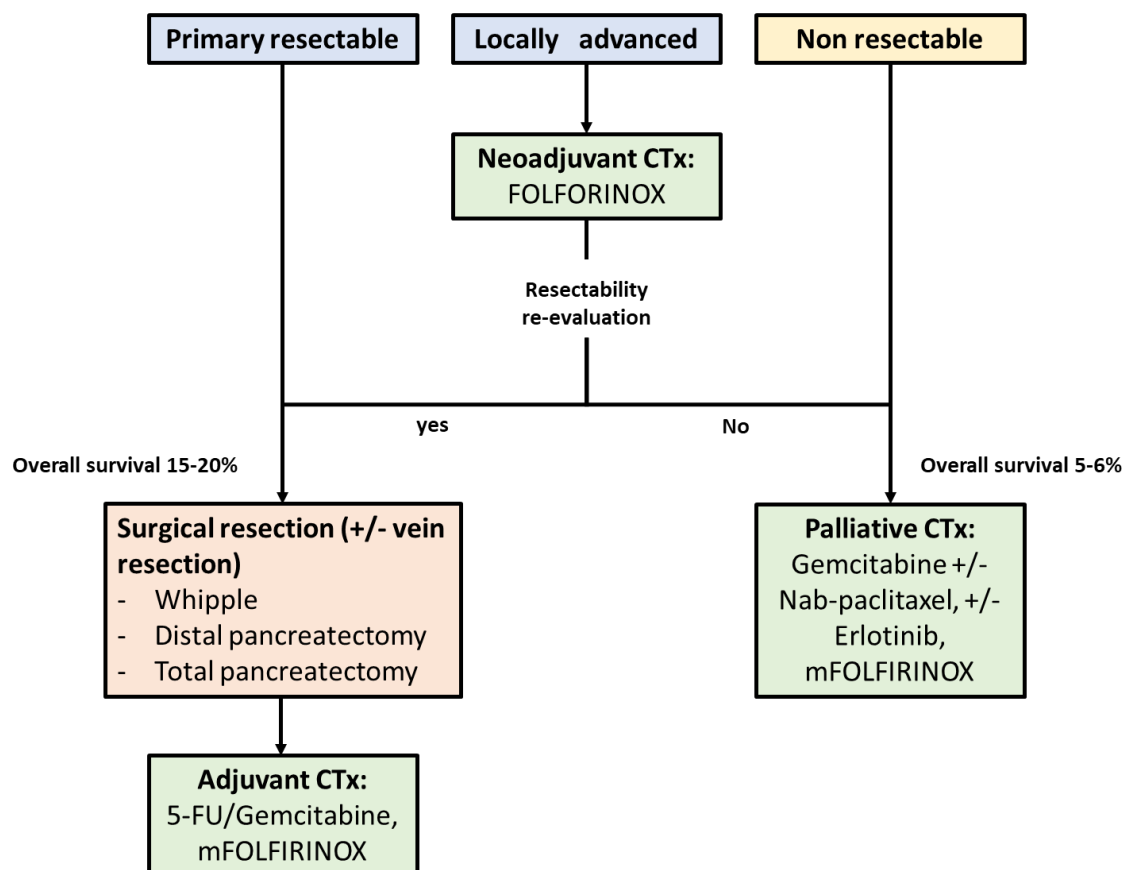 Primary resectable
Locally advanced
Non resectable
Neoadjuvant CTx:
FOLFORINOX
Resectability
re-evaluation
yes
No
Overall survival 15-20%
Overall survival 5-6%
Surgical resection (+/- vein
resection)
- Whipple
- Distal pancreatectomy
- Total pancreatectomy
Palliative CTx:
Gemcitabine +/-
Nab-paclitaxel, +/-
Erlotinib,
mFOLFIRINOX
Adjuvant CTx:
5-FU/Gemcitabine,
mFOLFIRINOX